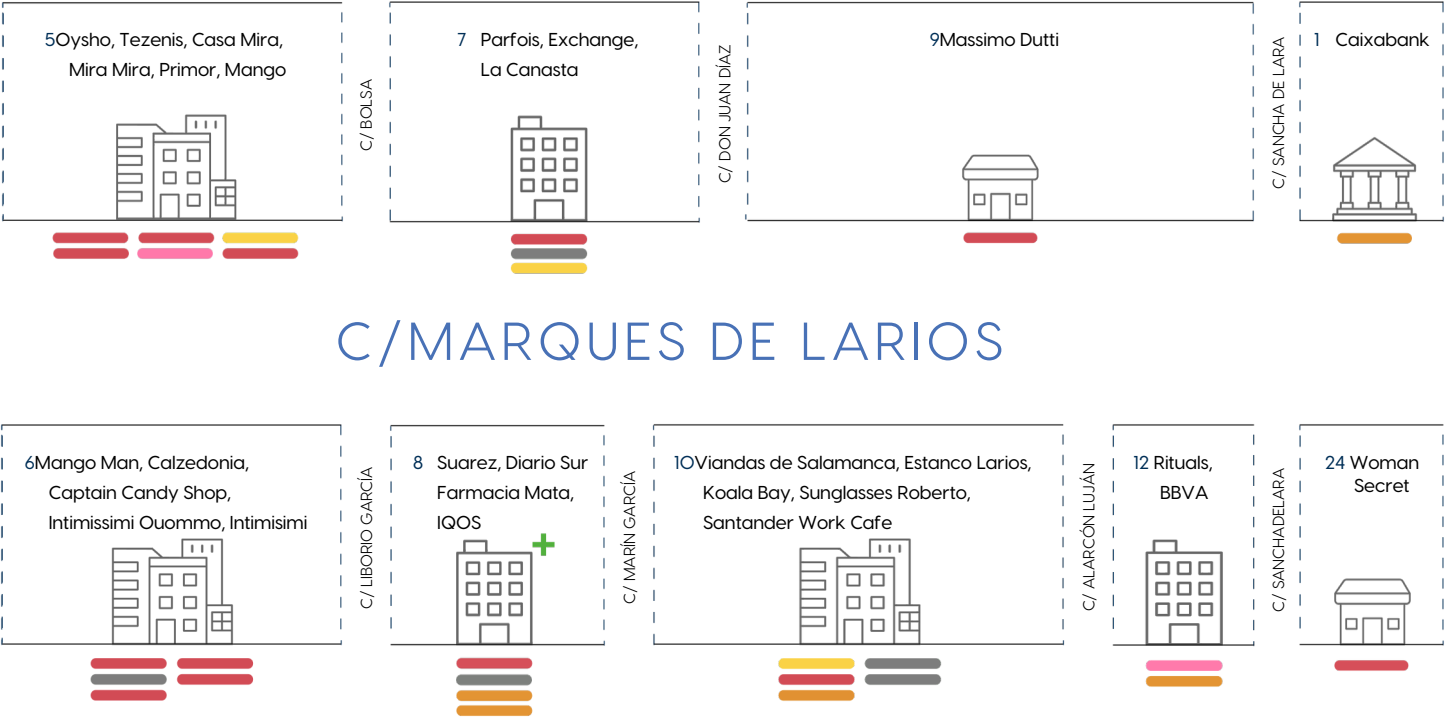 5Oysho, Tezenis, Casa Mira,
Mira Mira, Primor, Mango
C/ BOLSA
7 Parfois, Exchange,
La Canasta
C/ DON JUAN DÍAZ
9Massimo Dutti
C/ SANCHA DE LARA
1 Caixabank
C/MARQUES DE LARIOS
6Mango Man, Calzedonia,
Captain Candy Shop,
Intimissimi Ouommo, Intimisimi
C/ LIBORIO GARCÍA
8 Suarez, Diario Sur
Farmacia Mata,
IQOS
C/ MARÍN GARCÍA
10Viandas de Salamanca, Estanco Larios,
Koala Bay, Sunglasses Roberto,
Santander Work Cafe
C/ ALARCÓN LUJÁN
12 Rituals,
BBVA
C/ SANCHADELARA
24 Woman
Secret